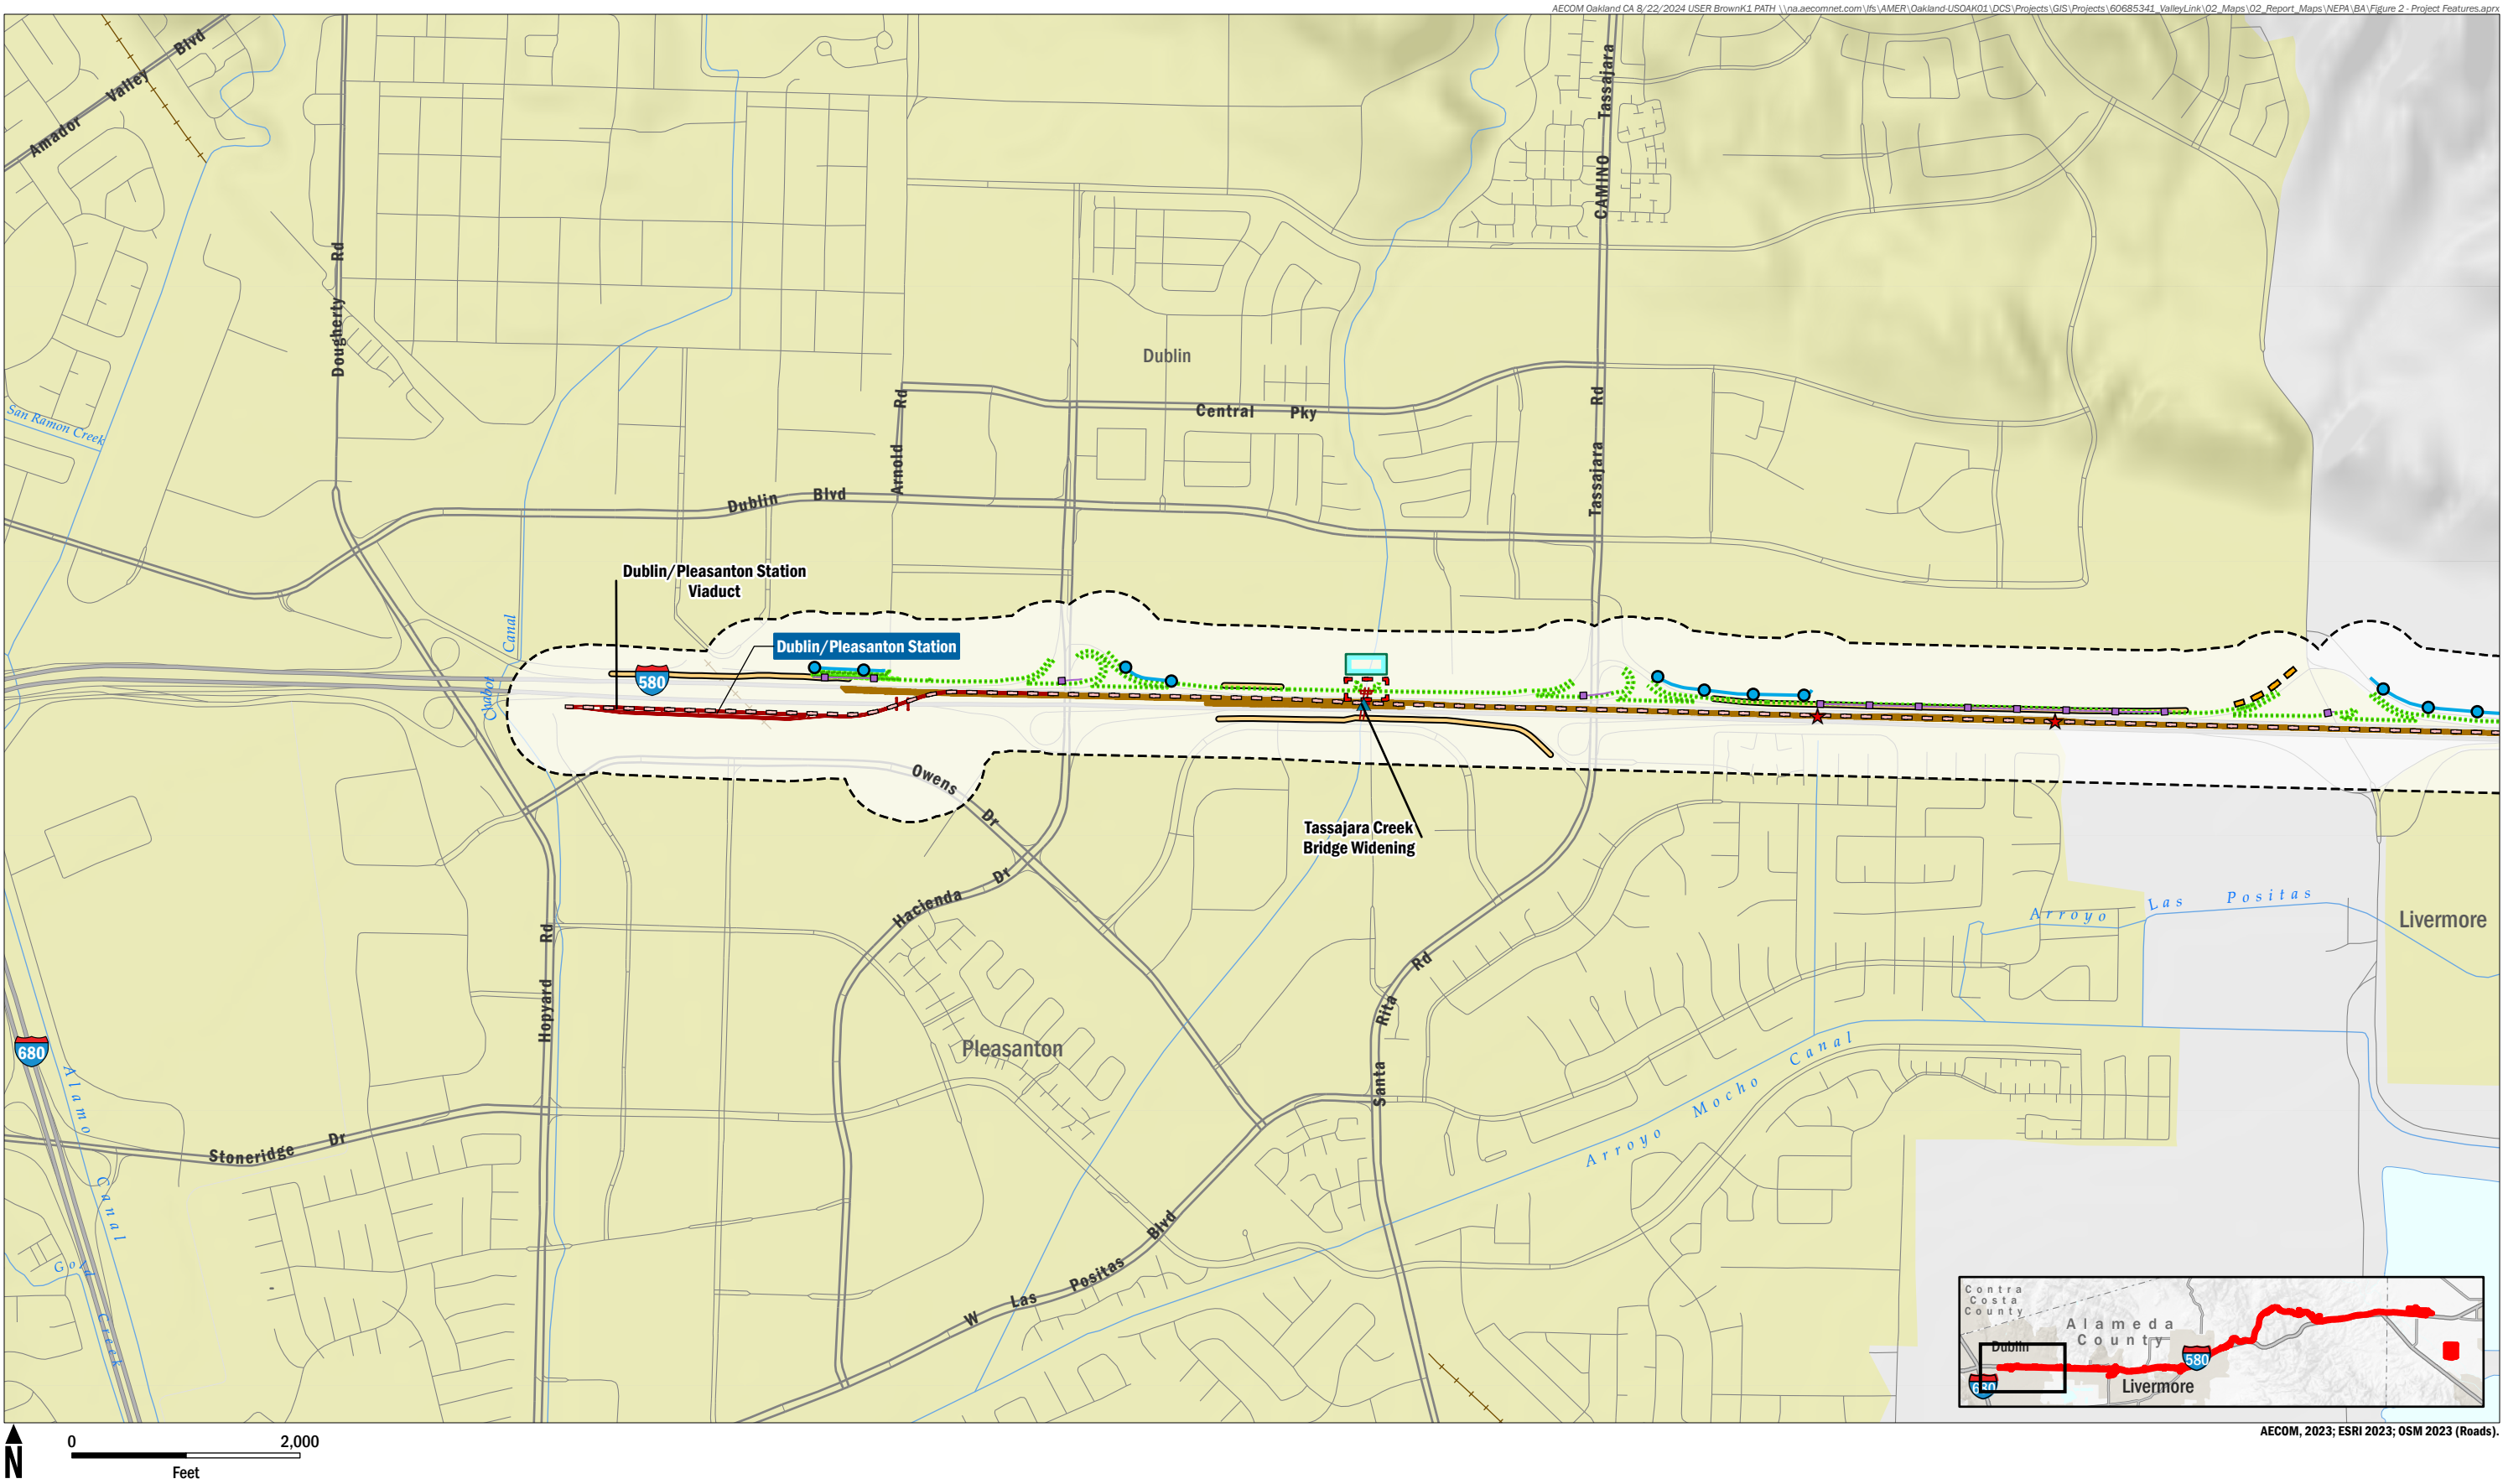 AECOM Oakland CA 8/22/2024 USER BrownK1 PATH \\na.aecomnet.com\lfs\AMER\Oakland-USOAK01\DCS\Projects\GIS\Projects\60685341_ValleyLink\02_Maps\02_Report_Maps\NEPA\BA\Figure 2 - Project Features.aprx
Amador Valley Blvd
Dougherty Rd
CAMINO Tassajara
Dublin
San Ramon Creek
Arnold Rd
Central Pky
Tassajara Rd
Dublin Blvd
Dublin/Pleasanton Station
Viaduct
Chabot Canal
Dublin/Pleasanton Station
580
Owens Dr
Tassajara Creek
Bridge Widening
Hacienda Dr
Arroyo Las Positas
Livermore
Hopyard Rd
Santa Rita Rd
680
Pleasanton
Alamo Canal
Arroyo Mocho Canal
Stoneridge Dr
Gold Creek
W Las Positas Blvd
Contra
Costa
County
Alameda
County
Dublin
580
680
Livermore
N
0 2,000
Feet
AECOM, 2023; ESRI 2023; OSM 2023 (Roads).